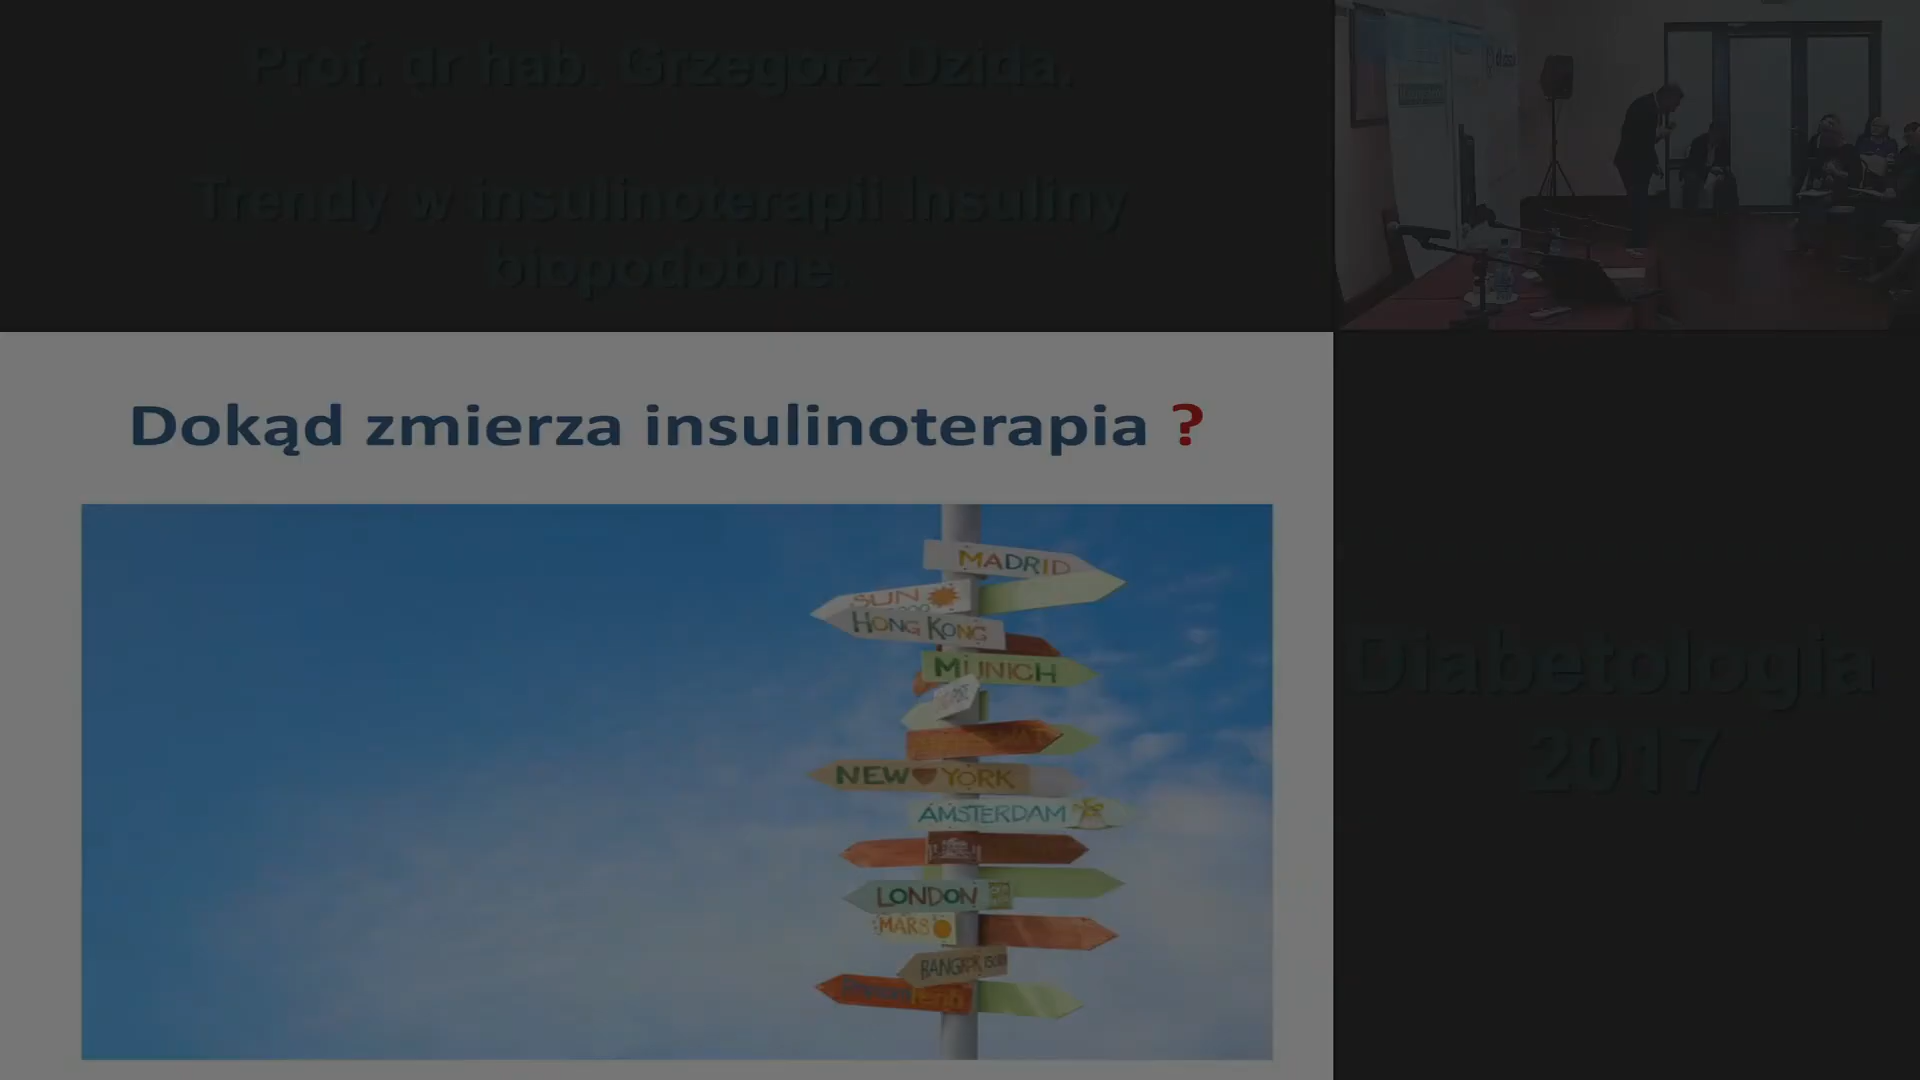 Prof. dr hab. Grzegorz Dzida.
Trendy w insulinoterapii Insuliny
biopodobne
Dokąd zmierza insulinoterapia ?
MADRID
SUN
HONG KONG
MUNICH
NEW YORK
AMSTERDAM
LONDON
MARS
BANGKOK
Diabetologia
2017